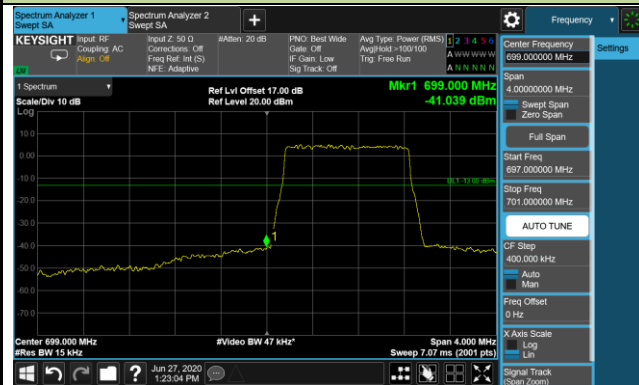 Spectrum Analyzer 1
Swept SA
Spectrum Analyzer 2
Swept SA
+
Frequency
KEYSIGHT
Input: RF
Coupling: AC
Align: Off
Input Z: 50 Ω
Corrections: Off
Freq Ref: Int (S)
NFE: Adaptive
#Atten: 20 dB
PNO: Best Wide
Gate: Off
IF Gain: Low
Sig Track: Off
Avg Type: Power (RMS)
Avg|Hold:>100/100
Trig: Free Run
1 2 3 4 5 6
A W W W W W
A N N N N N
1 Spectrum
Scale/Div 10 dB
Log
Ref Lvl Offset 17.00 dB
Ref Level 20.00 dBm
Mkr1 699.000 MHz
-41.039 dBm
10.0
0.00
-10.0
-20.0
-30.0
-40.0
-50.0
-60.0
-70.0
DL1 -13.00 dBm
1
Center 699.000 MHz
#Res BW 15 kHz
#Video BW 47 kHz*
Span 4.000 MHz
Sweep 7.07 ms (2001 pts)
Jun 27, 2020
1:23:04 PM
Center Frequency
699.000000 MHz
Span
4.00000000 MHz
Swept Span
Zero Span
Full Span
Start Freq
697.000000 MHz
Stop Freq
701.000000 MHz
AUTO TUNE
CF Step
400.000 kHz
Auto
Man
Freq Offset
0 Hz
X Axis Scale
Log
Lin
Signal Track
(Span Zoom)
Settings